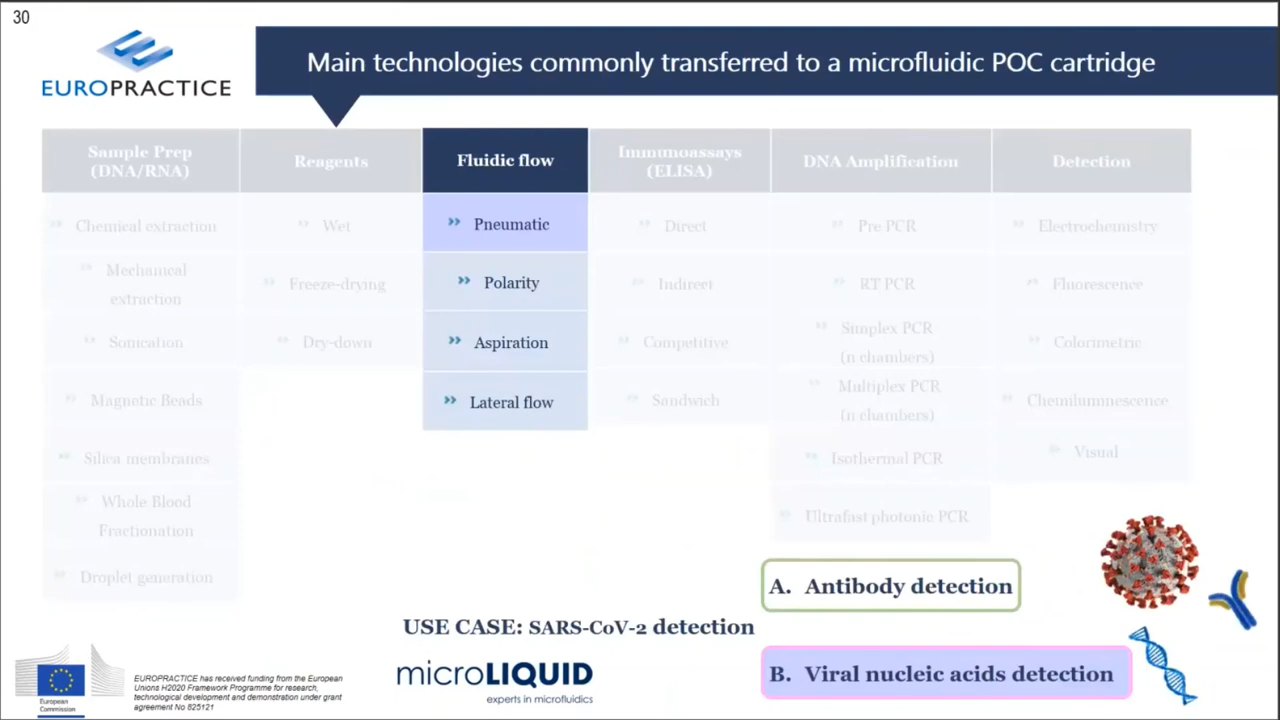 30
EUROPRACTICE
Main technologies commonly transferred to a microfluidic POC cartridge
Sample Prep
(DNA/RNA)
Reagents
Fluidic flow
Immunoassays
(ELISA)
DNA Amplification
Detection
Chemical extraction
Wet
Pneumatic
Direct
Pre PCR
Electrochemistry
Mechanical
extraction
Freeze-drying
Polarity
Indirect
RT PCR
Fluorescence
Sonication
Dry-down
Aspiration
Competitive
Simplex PCR
(n chambers)
Colorimetric
Magnetic Beads
Lateral flow
Sandwich
Multiplex PCR
(n chambers)
Chemiluminescence
Silica membranes
Isothermal PCR
Visual
Whole Blood
Fractionation
Ultrafast photonic PCR
Droplet generation
A. Antibody detection
USE CASE: SARS-CoV-2 detection
B. Viral nucleic acids detection
microLIQUID
experts in microfluidics
European
Commission
EUROPRACTICE has received funding from the European
Unions H2020 Framework Programme for research,
technological development and demonstration under grant
agreement No 825121